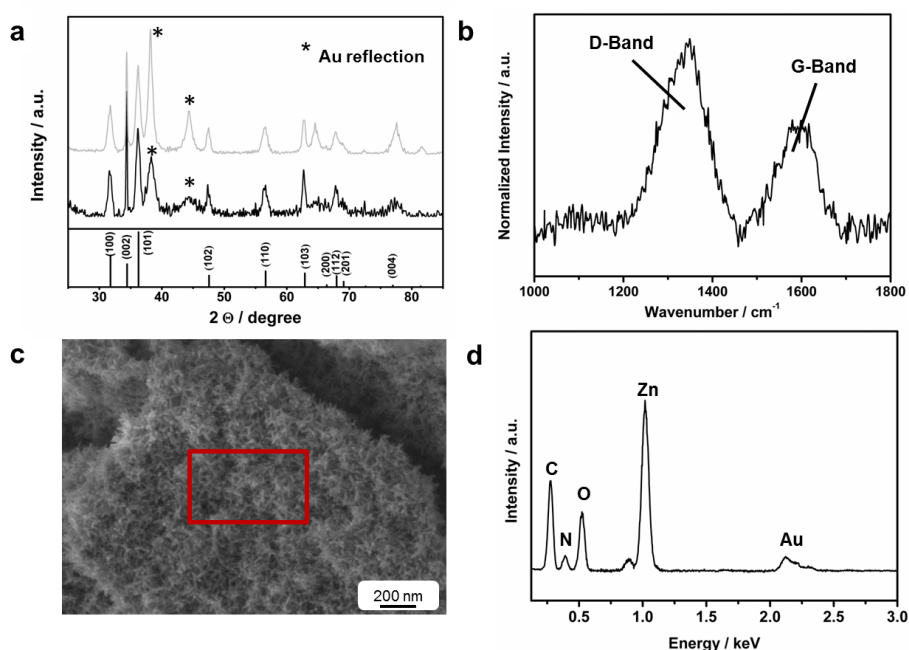 a
* Au reflection
*
*
*
*
Intensity / a.u.
(100)
(002)
(101)
(102)
(110)
(103)
(200)
(112)
(201)
(004)
30 40 50 60 70 80
2 Θ / degree
b
D-Band
G-Band
Normalized Intensity / a.u.
1000 1200 1400 1600 1800
Wavenumber / cm⁻¹
c
200 nm
d
Zn
C
O
N
Au
Intensity / a.u.
0.5 1.0 1.5 2.0 2.5 3.0
Energy / keV